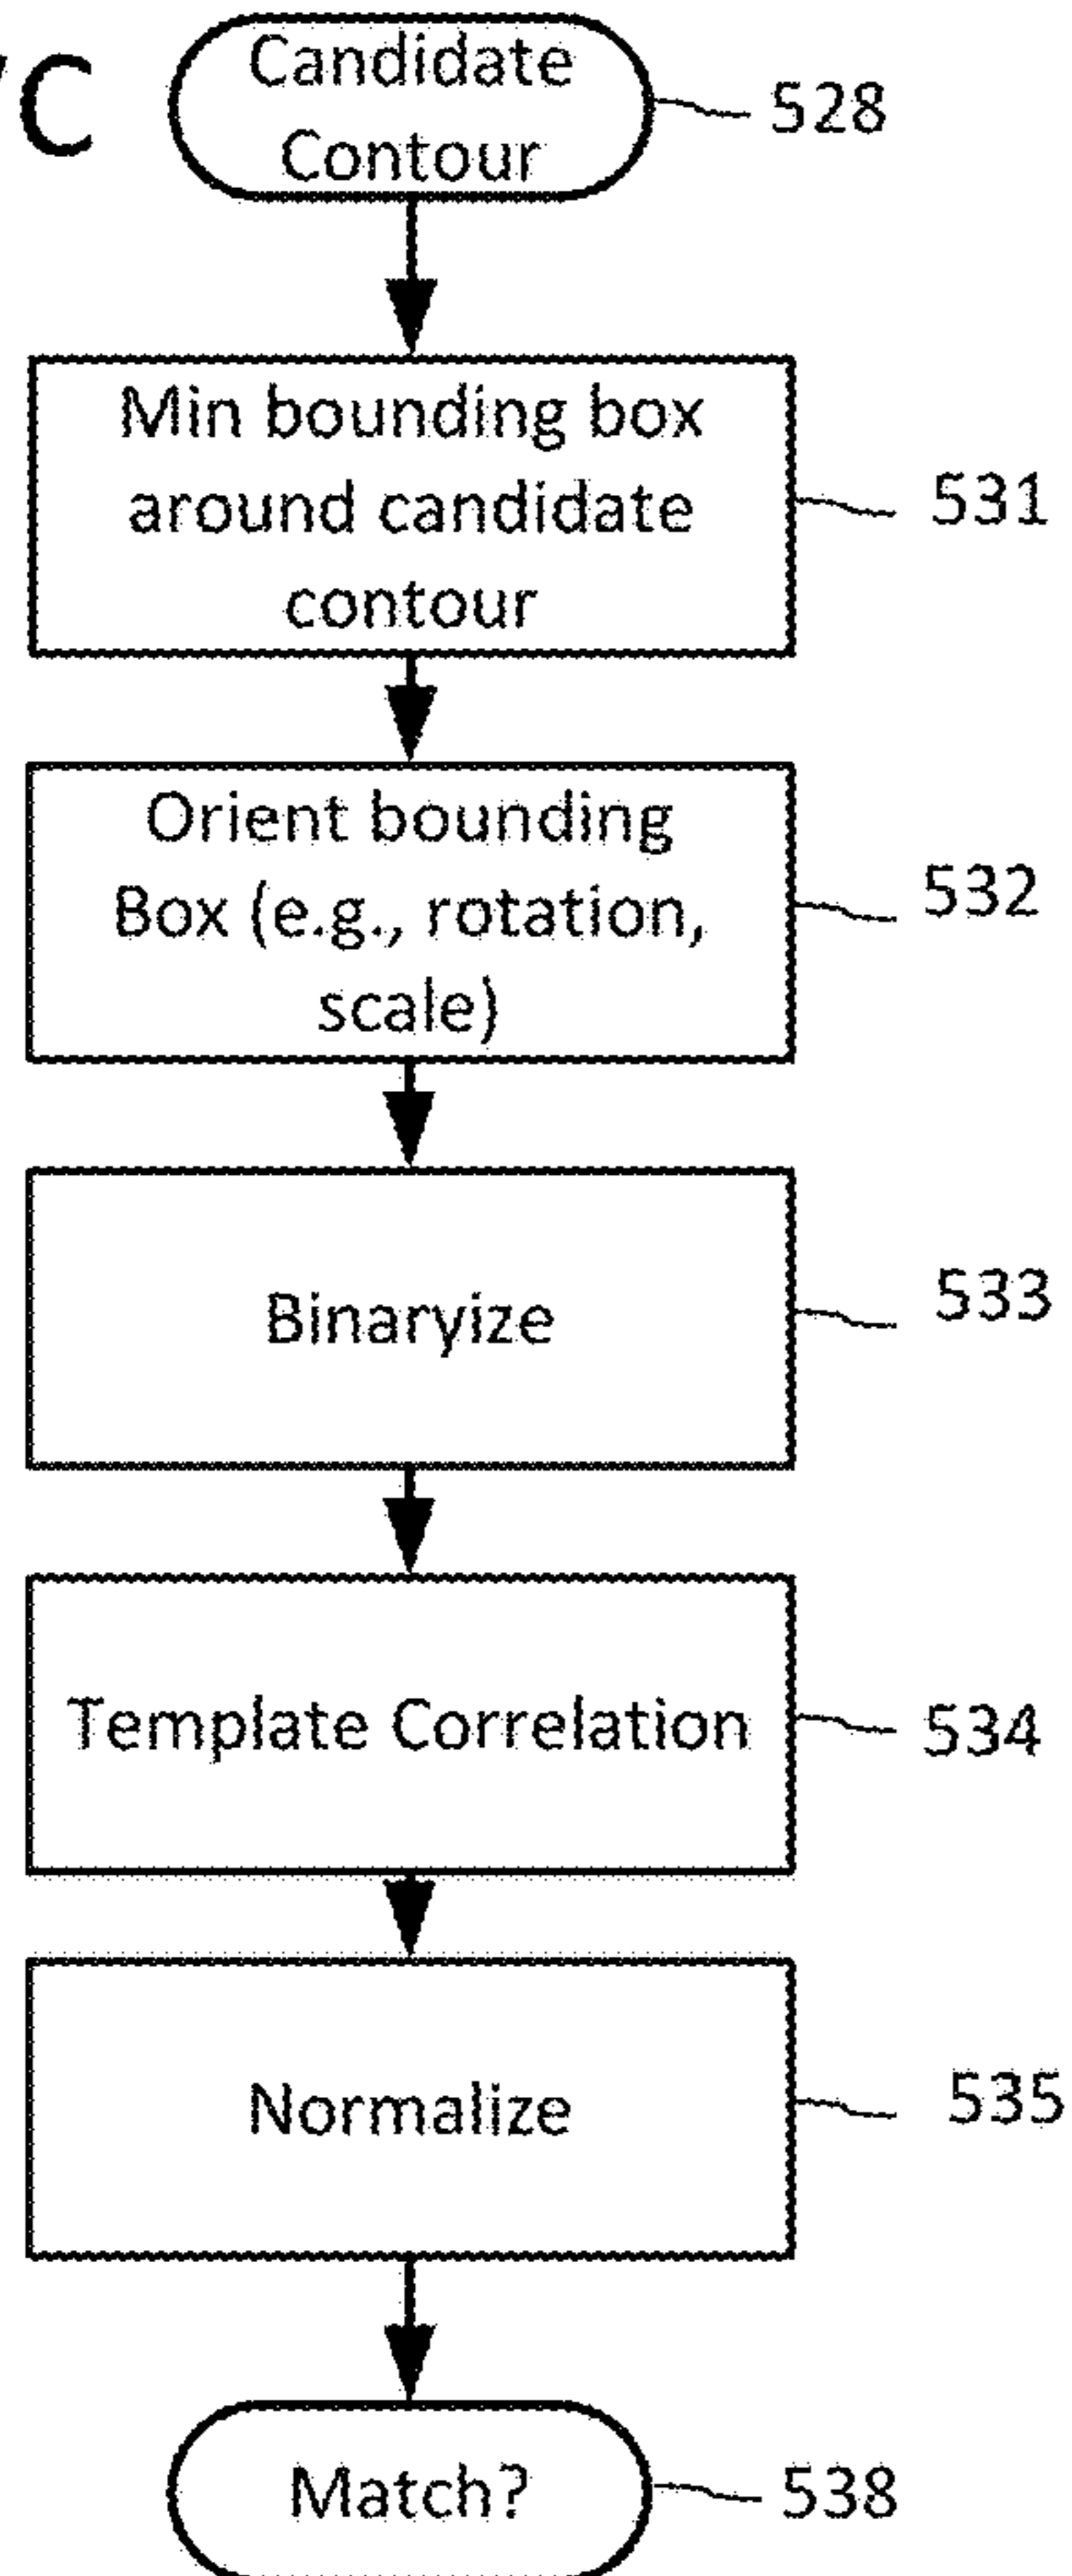 C
Candidate
Contour
528
Min bounding box
around candidate
contour
531
Orient bounding
Box (e.g., rotation,
scale)
532
Binaryize
533
Template Correlation
534
Normalize
535
Match?
538